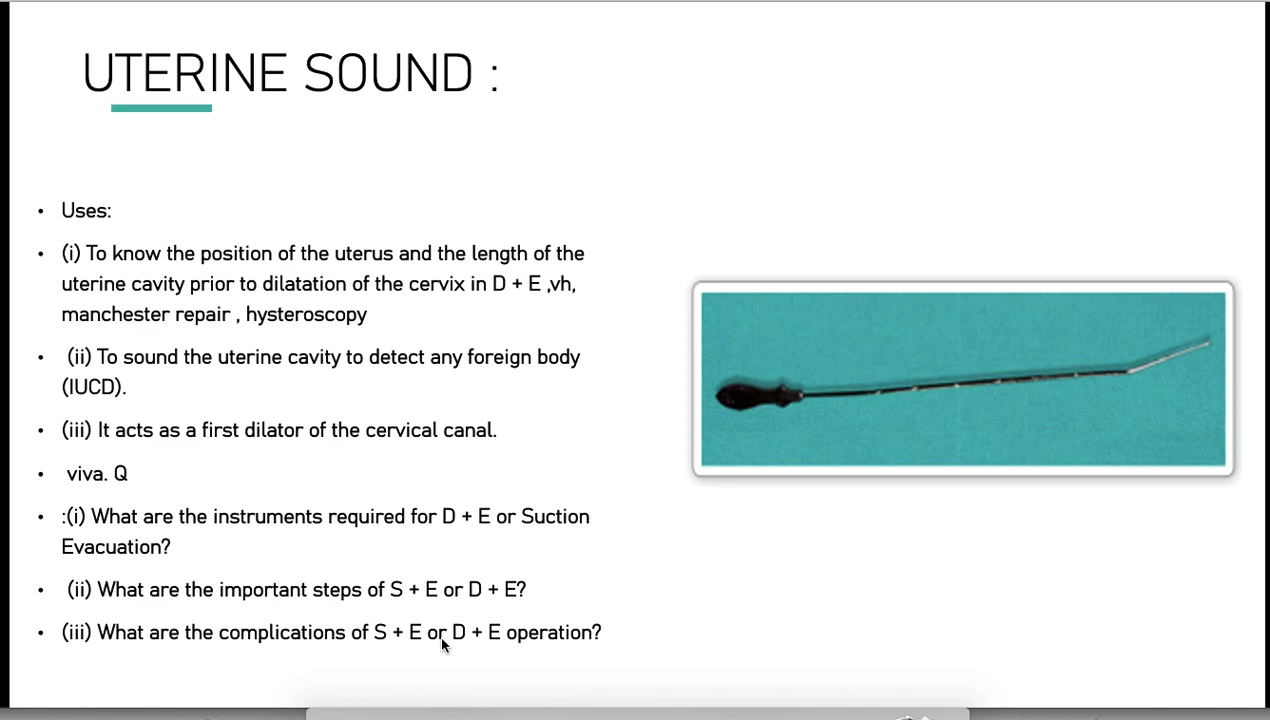 UTERINE SOUND :
• Uses:
• (i) To know the position of the uterus and the length of the
uterine cavity prior to dilatation of the cervix in D + E ,vh,
manchester repair , hysteroscopy
• (ii) To sound the uterine cavity to detect any foreign body
(IUCD).
• (iii) It acts as a first dilator of the cervical canal.
• viva. Q
• :(i) What are the instruments required for D + E or Suction
Evacuation?
• (ii) What are the important steps of S + E or D + E?
• (iii) What are the complications of S + E or D + E operation?